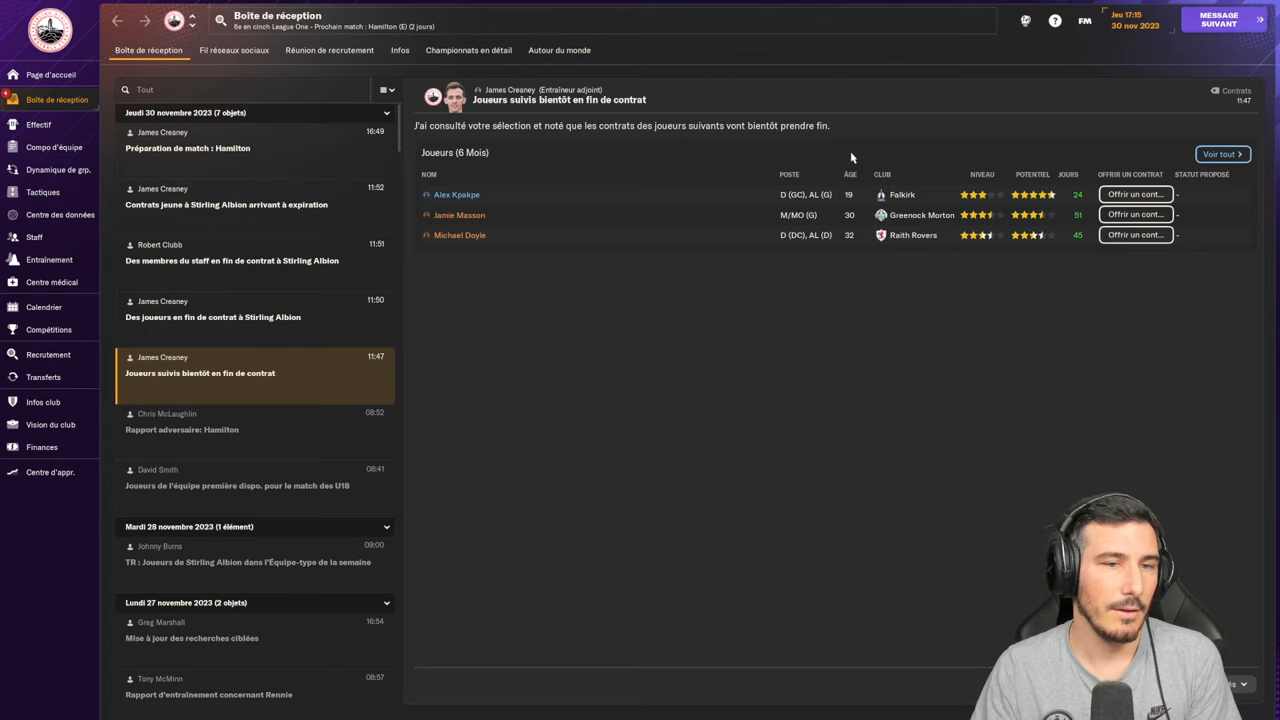 Boîte de réception
6e en cinch League One - Prochain match : Hamilton (E) (2 jours)
FM
Jeu 17:15
30 nov 2023
MESSAGE SUIVANT
Boîte de réception
Fil réseaux sociaux
Réunion de recrutement
Infos
Championnats en détail
Autour du monde
Page d'accueil
4
Boîte de réception
Effectif
Compo d'équipe
Dynamique de grp.
Tactiques
Centre des données
Staff
Entraînement
Centre médical
Calendrier
Compétitions
Recrutement
Transferts
Infos club
Vision du club
Finances
Centre d'appr.
Tout
Jeudi 30 novembre 2023 (7 objets)
James Creaney 16:49
Préparation de match : Hamilton
James Creaney 11:52
Contrats jeune à Stirling Albion arrivant à expiration
Robert Clubb 11:51
Des membres du staff en fin de contrat à Stirling Albion
James Creaney 11:50
Des joueurs en fin de contrat à Stirling Albion
James Creaney 11:47
Joueurs suivis bientôt en fin de contrat
Chris McLaughlin 08:52
Rapport adversaire: Hamilton
David Smith 08:41
Joueurs de l'équipe première dispo. pour le match des U18
Mardi 28 novembre 2023 (1 élément)
Johnny Burns 09:00
TR : Joueurs de Stirling Albion dans l'Équipe-type de la semaine
Lundi 27 novembre 2023 (2 objets)
Greg Marshall 16:54
Mise à jour des recherches ciblées
Tony McMinn 08:57
Rapport d'entraînement concernant Rennie
James Creaney (Entraîneur adjoint)
Joueurs suivis bientôt en fin de contrat
Contrats
11:47
J'ai consulté votre sélection et noté que les contrats des joueurs suivants vont bientôt prendre fin.
Joueurs (6 Mois)
Voir tout
NOM POSTE ÂGE CLUB NIVEAU POTENTIEL JOURS OFFRIR UN CONTRAT STATUT PROPOSÉ
Alex Kpakpe D (GC), AL (G) 19 Falkirk 24 Offrir un cont... -
Jamie Masson M/MO (G) 30 Greenock Morton 51 Offrir un cont... -
Michael Doyle D (DC), AL (D) 32 Raith Rovers 45 Offrir un cont... -
NIKE